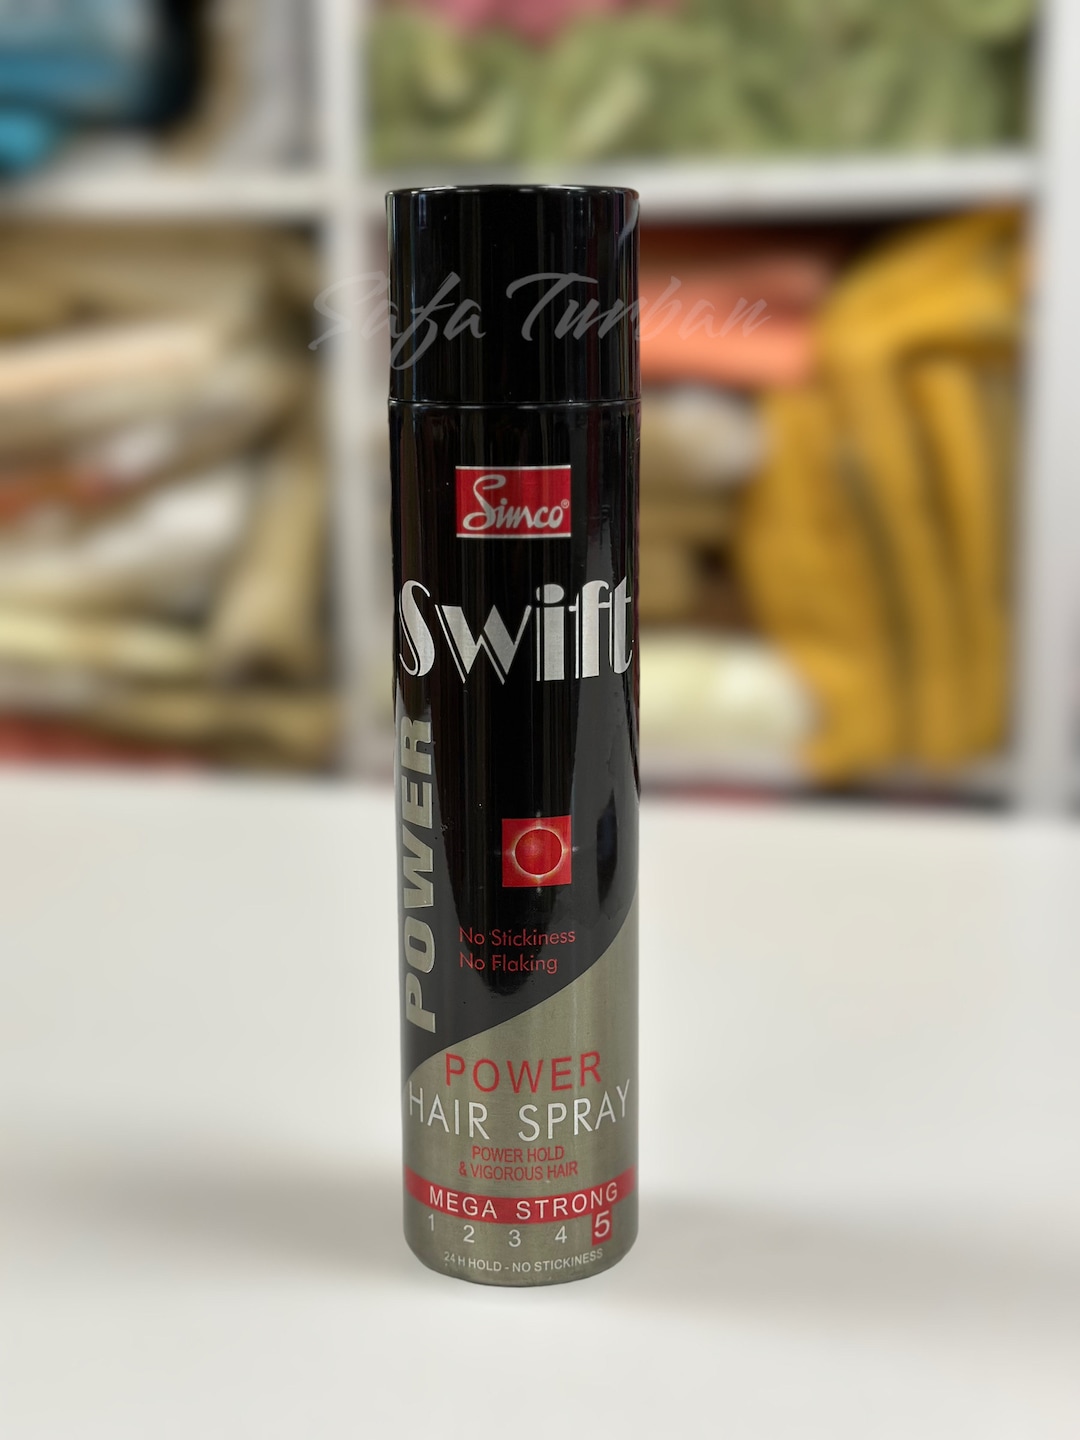 Safa Turban
Simco®
Swift
POWER
No Stickiness
No Flaking
POWER
HAIR SPRAY
POWER HOLD
& VIGOROUS HAIR
MEGA STRONG
1 2 3 4 5
24 H HOLD - NO STICKINESS